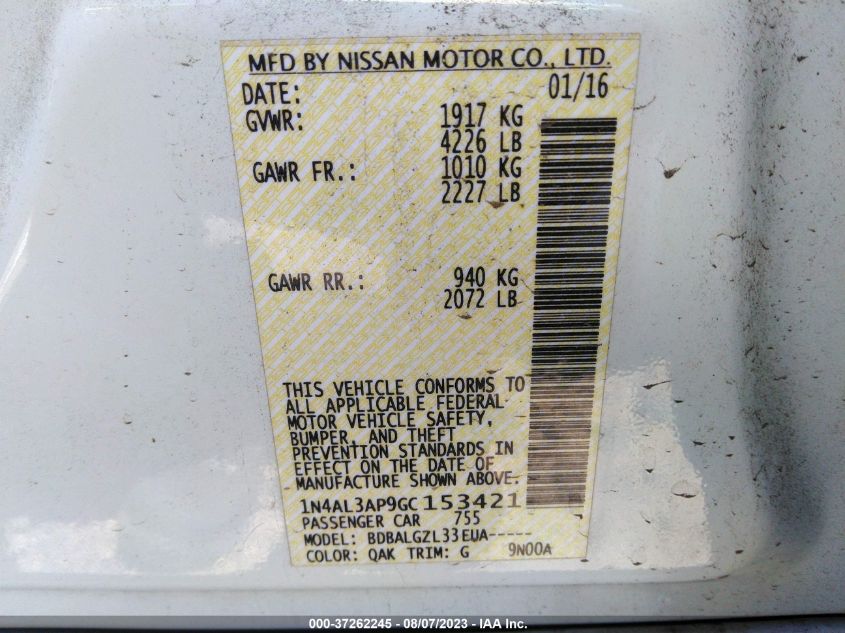 MFD BY NISSAN MOTOR CO., LTD.
DATE: 01/16
GVWR: 1917 KG
4226 LB
GAWR FR.: 1010 KG
2227 LB
GAWR RR.: 940 KG
2072 LB
THIS VEHICLE CONFORMS TO
ALL APPLICABLE FEDERAL
MOTOR VEHICLE SAFETY,
BUMPER, AND THEFT
PREVENTION STANDARDS IN
EFFECT ON THE DATE OF
MANUFACTURE SHOWN ABOVE.
1N4AL3AP9GC153421
PASSENGER CAR 755
MODEL: BDBALGZL33EUA-----
COLOR: QAK TRIM: G 9N00A
000-37262245 - 08/07/2023 - IAA Inc.